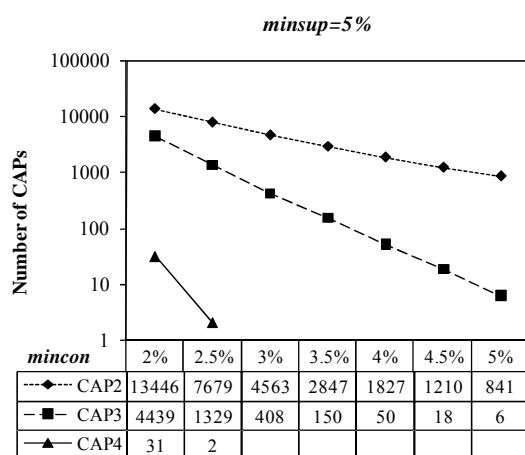 minsup=5%
100000
10000
1000
100
10
1
Number of CAPs
mincon 2% 2.5% 3% 3.5% 4% 4.5% 5%
CAP2 13446 7679 4563 2847 1827 1210 841
CAP3 4439 1329 408 150 50 18 6
CAP4 31 2